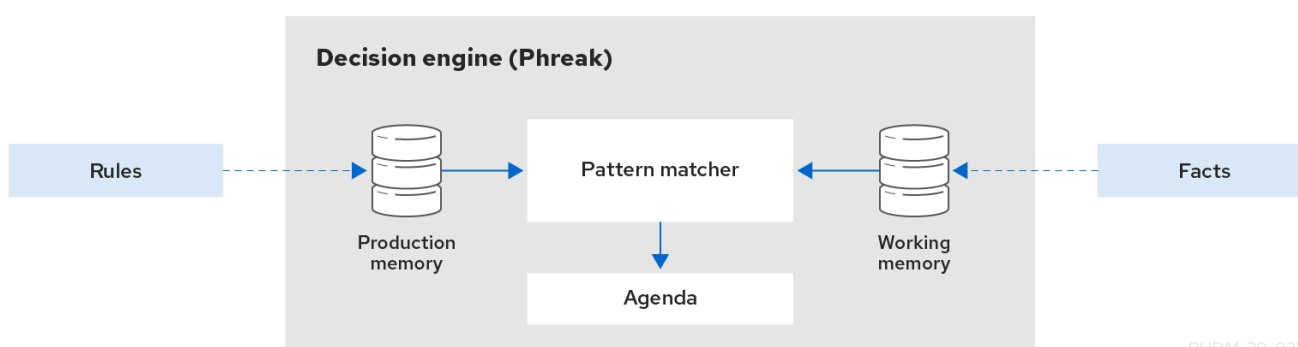 Decision engine (Phreak)
Rules
Pattern matcher
Facts
Production
memory
Working
memory
Agenda